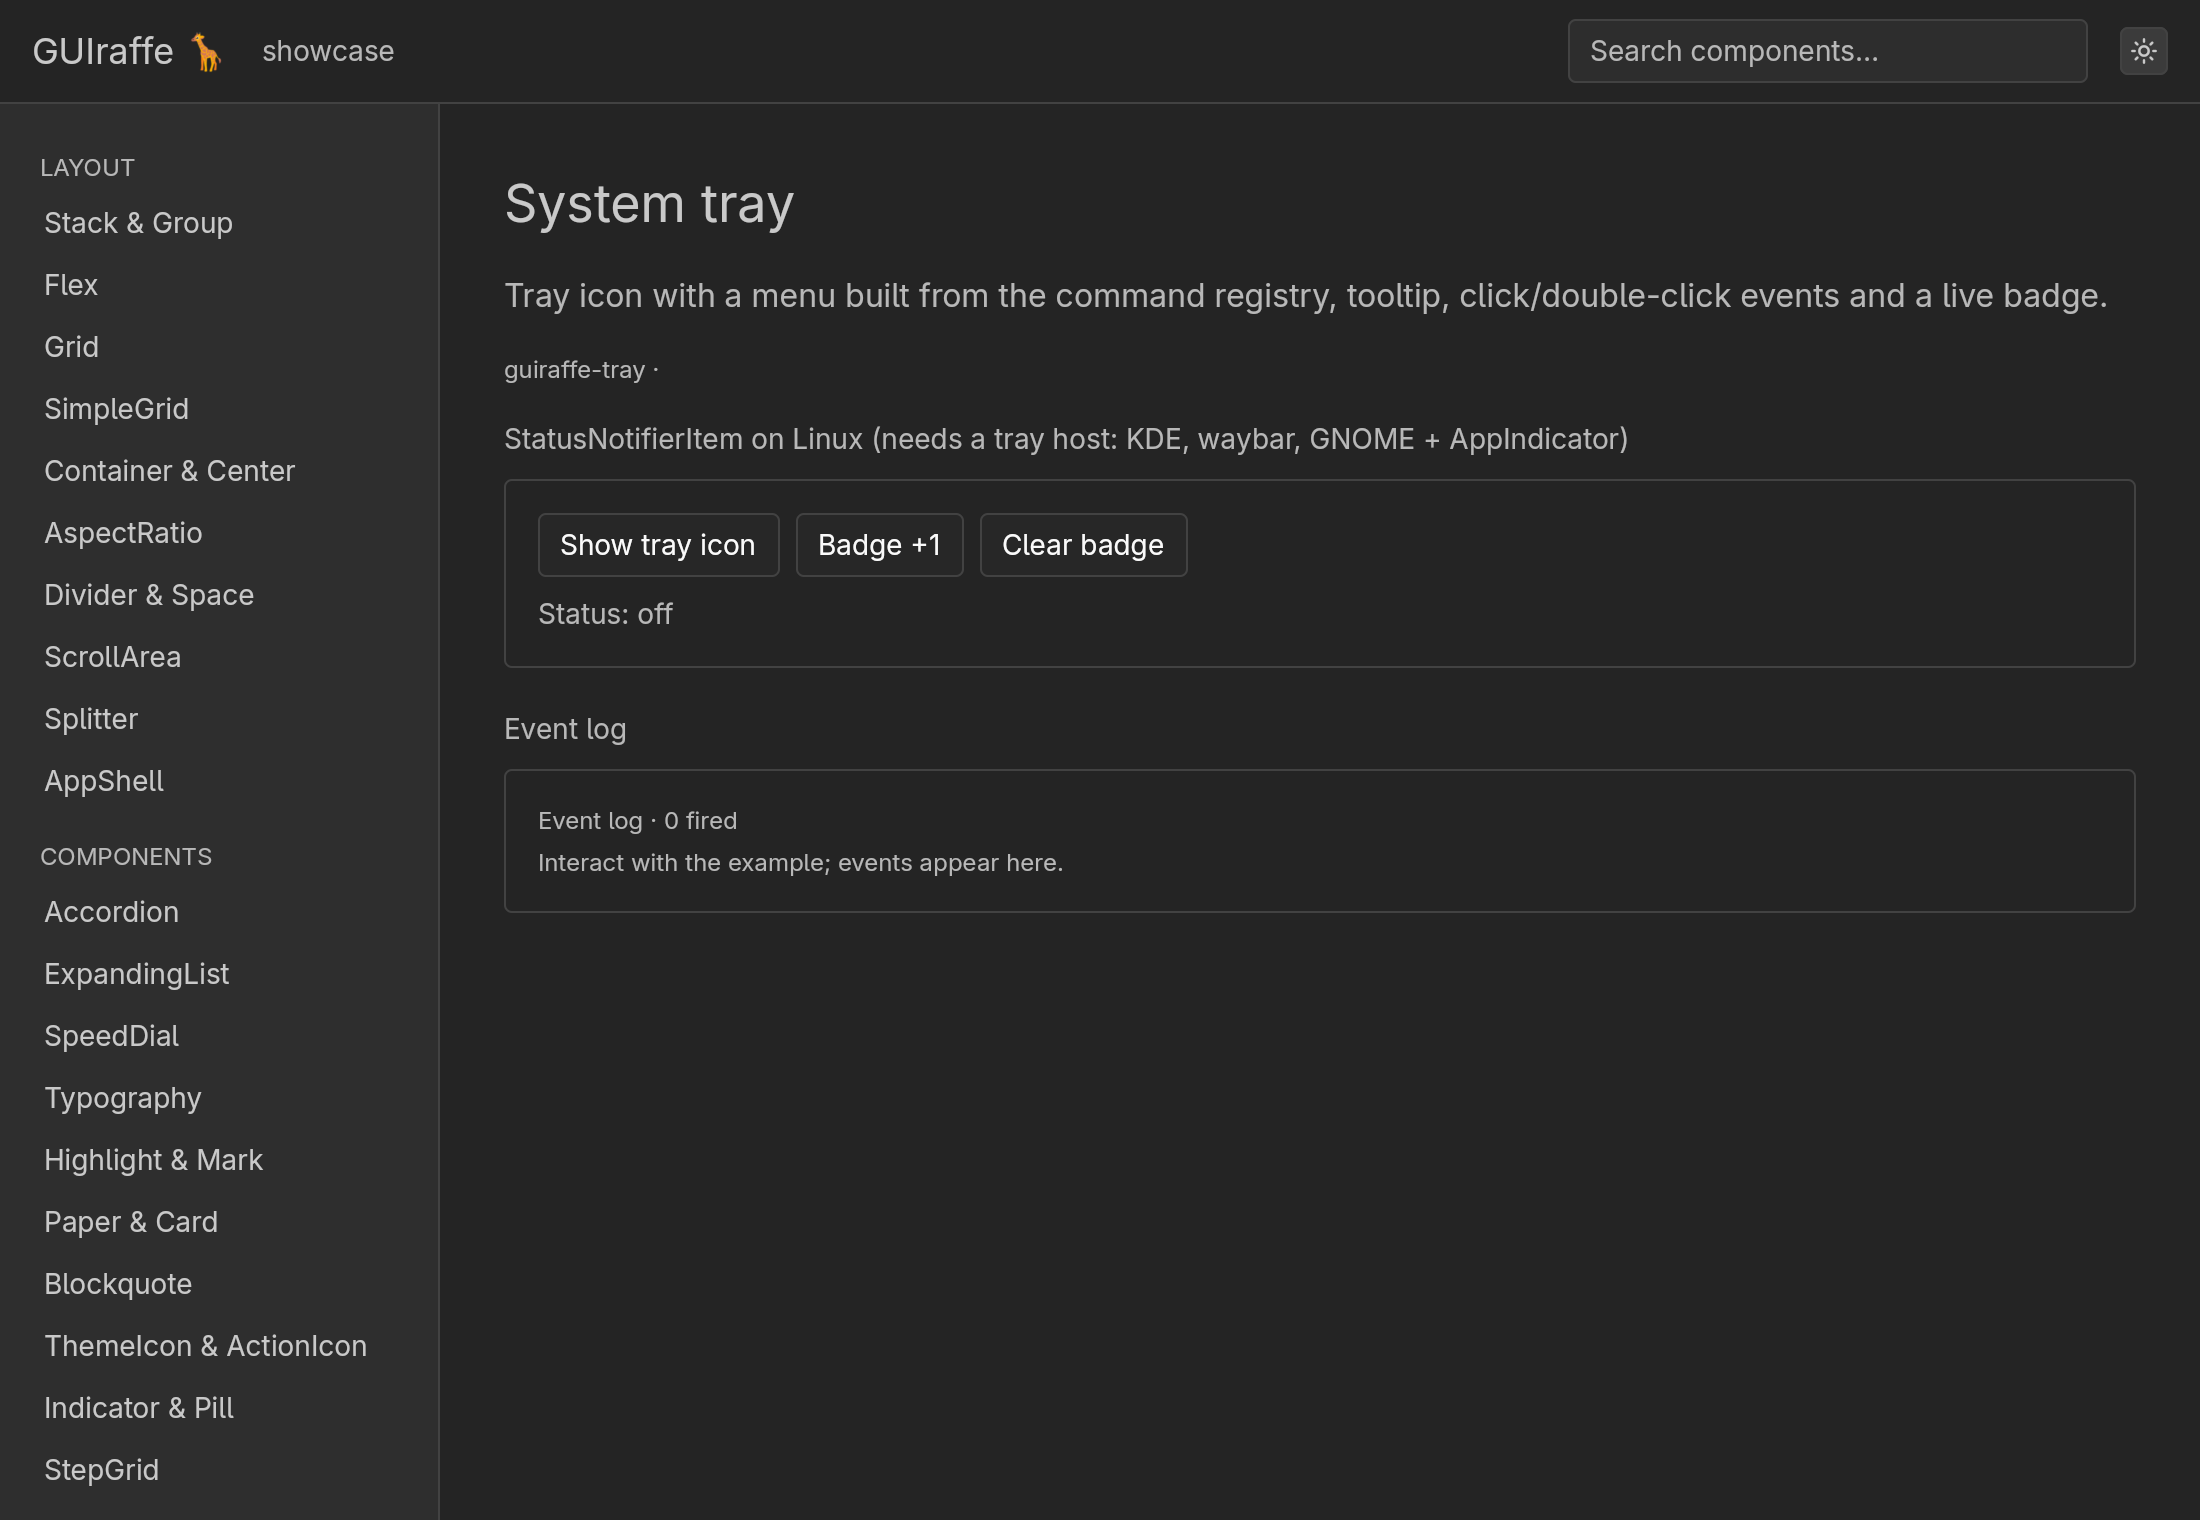 GUIraffe 🦒 showcase
Search components...
LAYOUT
Stack & Group
Flex
Grid
SimpleGrid
Container & Center
AspectRatio
Divider & Space
ScrollArea
Splitter
AppShell
COMPONENTS
Accordion
ExpandingList
SpeedDial
Typography
Highlight & Mark
Paper & Card
Blockquote
ThemeIcon & ActionIcon
Indicator & Pill
StepGrid
System tray
Tray icon with a menu built from the command registry, tooltip, click/double-click events and a live badge.
guiraffe-tray ·
StatusNotifierItem on Linux (needs a tray host: KDE, waybar, GNOME + AppIndicator)
Show tray icon
Badge +1
Clear badge
Status: off
Event log
Event log · 0 fired
Interact with the example; events appear here.